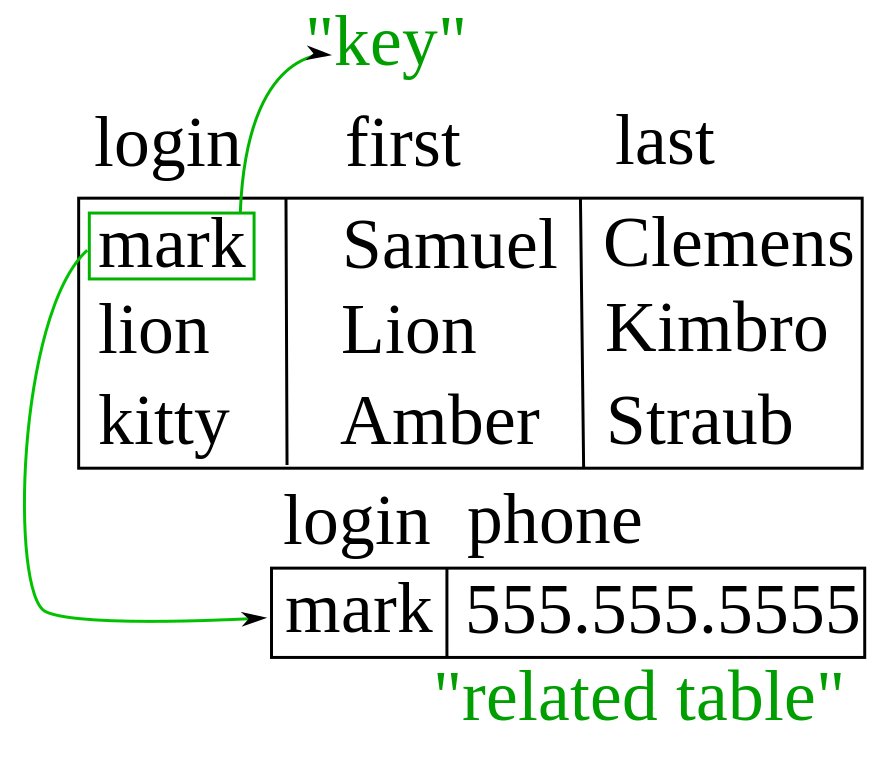 "key"
login first last
mark Samuel Clemens
lion Lion Kimbro
kitty Amber Straub
login phone
mark 555.555.5555
"related table"